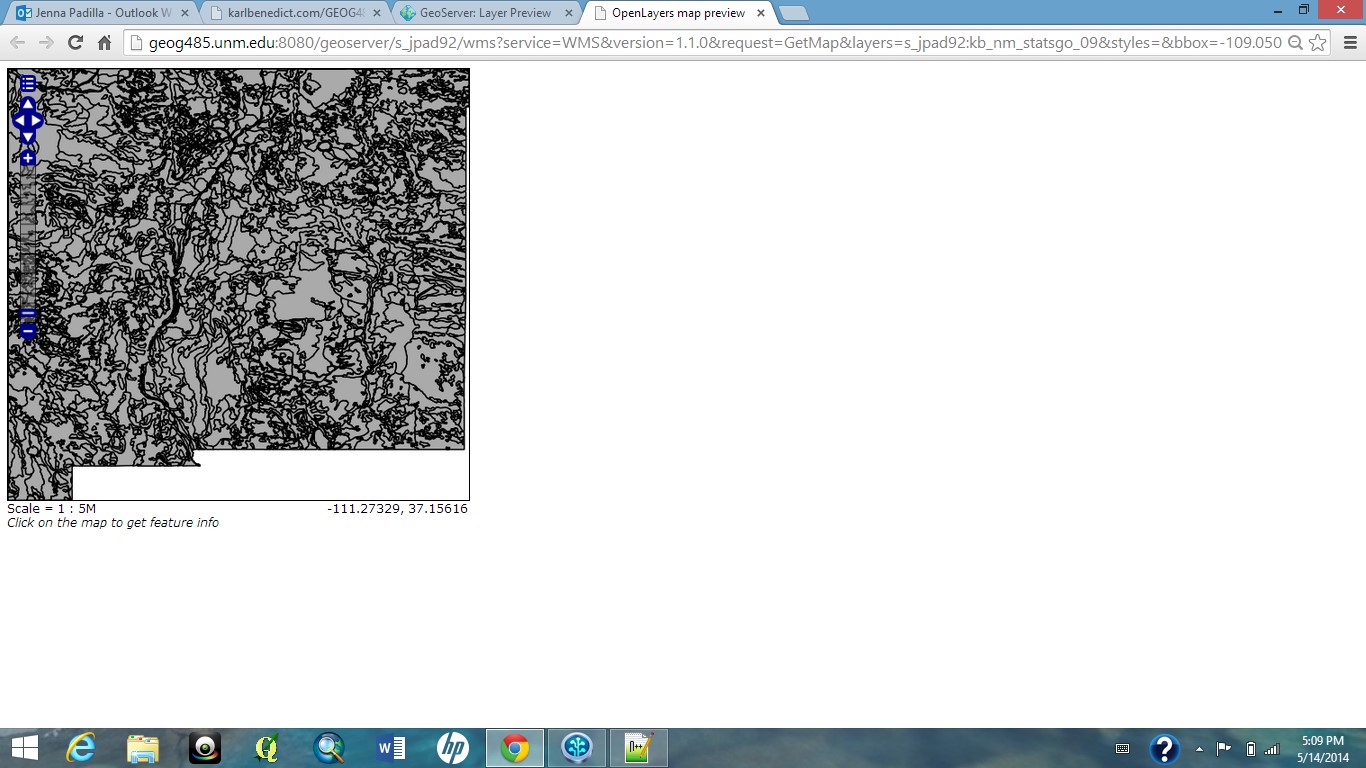 Jenna Padilla - Outlook W
karlbenedict.com/GEOG48
GeoServer: Layer Preview
OpenLayers map preview
geog485.unm.edu:8080/geoserver/s_jpad92/wms?service=WMS&version=1.1.0&request=GetMap&layers=s_jpad92:kb_nm_statsgo_09&styles=&bbox=-109.050
Scale = 1 : 5M
-111.27329, 37.15616
Click on the map to get feature info
5:09 PM
5/14/2014